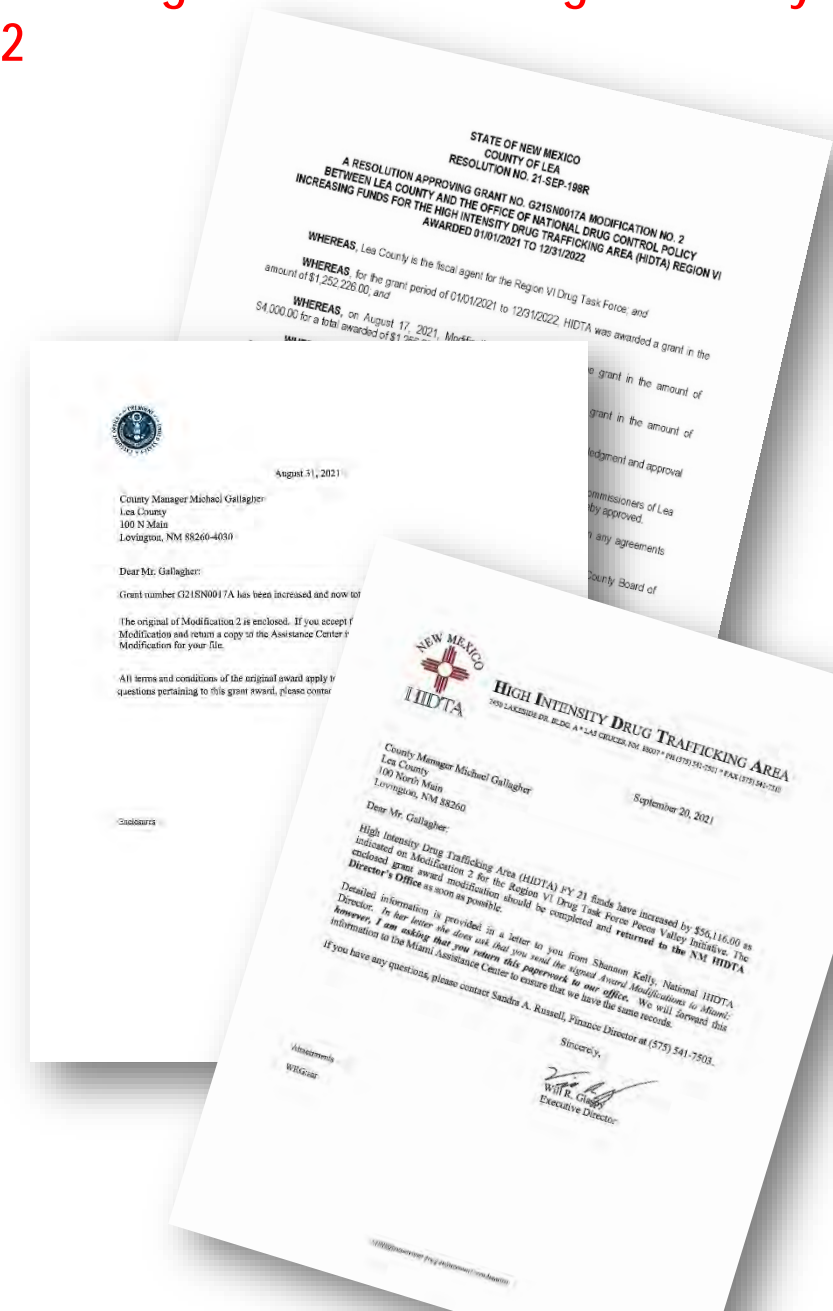 2
STATE OF NEW MEXICO
COUNTY OF LEA
RESOLUTION NO. 21-SEP-198R
A RESOLUTION APPROVING GRANT NO. G21SN0017A MODIFICATION NO. 2
BETWEEN LEA COUNTY AND THE OFFICE OF NATIONAL DRUG CONTROL POLICY
INCREASING FUNDS FOR THE HIGH INTENSITY DRUG TRAFFICKING AREA (HIDTA) REGION VI
AWARDED 01/01/2021 TO 12/31/2022
WHEREAS, Lea County is the fiscal agent for the Region VI Drug Task Force; and
WHEREAS, for the grant period of 01/01/2021 to 12/31/2022, HIDTA was awarded a grant in the
amount of $1,252,226.00, and
WHEREAS, on August 17, 2021,
grant in the amount of
$4,000.00 for a total awarded of
grant in the amount of
and approval
of Lea
approved.
any agreements
County Board of
August 31, 2021
County Manager Michael Gallagher
Lea County
100 N Main
Lovington, NM 88260-4030
Dear Mr. Gallagher:
Grant number G21SN0017A has been increased and now
The original of Modification 2 is enclosed. If you accept
Modification and return a copy to the Assistance Center
Modification for your file.
All terms and conditions of the original award apply
questions pertaining to this grant award, please
Enclosures
NEW MEXICO
HIDTA
HIGH INTENSITY DRUG TRAFFICKING AREA
September 20, 2021
County Manager Michael Gallagher
Lea County
100 North Main
Lovington, NM 88260
Dear Mr. Gallagher:
High Intensity Drug Trafficking Area (HIDTA) FY 21 funds have increased by $56,116.00 as
indicated on Modification 2 for the Region VI Drug Task Force Pecos Valley Initiative. The
enclosed grant award modification should be completed and returned to the NM HIDTA
Director's Office as soon as possible.
Detailed information is provided in a letter to you from Shannon Kelly, National HIDTA
Director. In her letter she does ask that you send the signed Award Modifications to Miami;
however, I am asking that you return this paperwork to our office. We will forward this
information to the Miami Assistance Center to ensure that we have the same records.
If you have any questions, please contact Sandra A. Russell, Finance Director at (575) 541-7503.
Sincerely,
Will R. Glaspy
Executive Director
Attachments